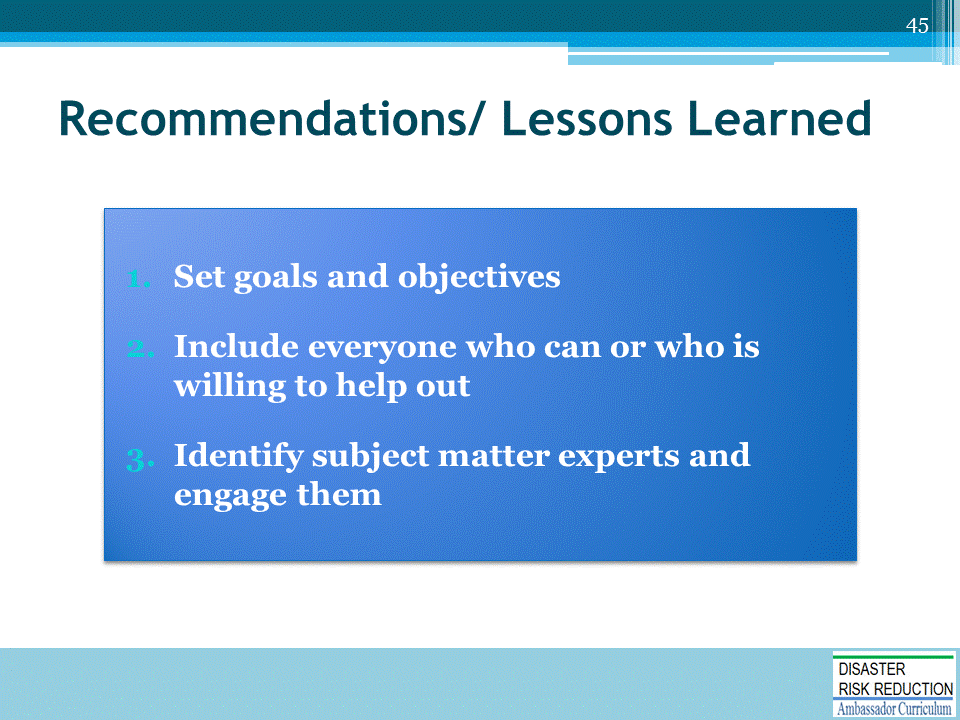 45
Recommendations/ Lessons Learned
1. Set goals and objectives
2. Include everyone who can or who is
willing to help out
3. Identify subject matter experts and
engage them
DISASTER
RISK REDUCTION
Ambassador Curriculum